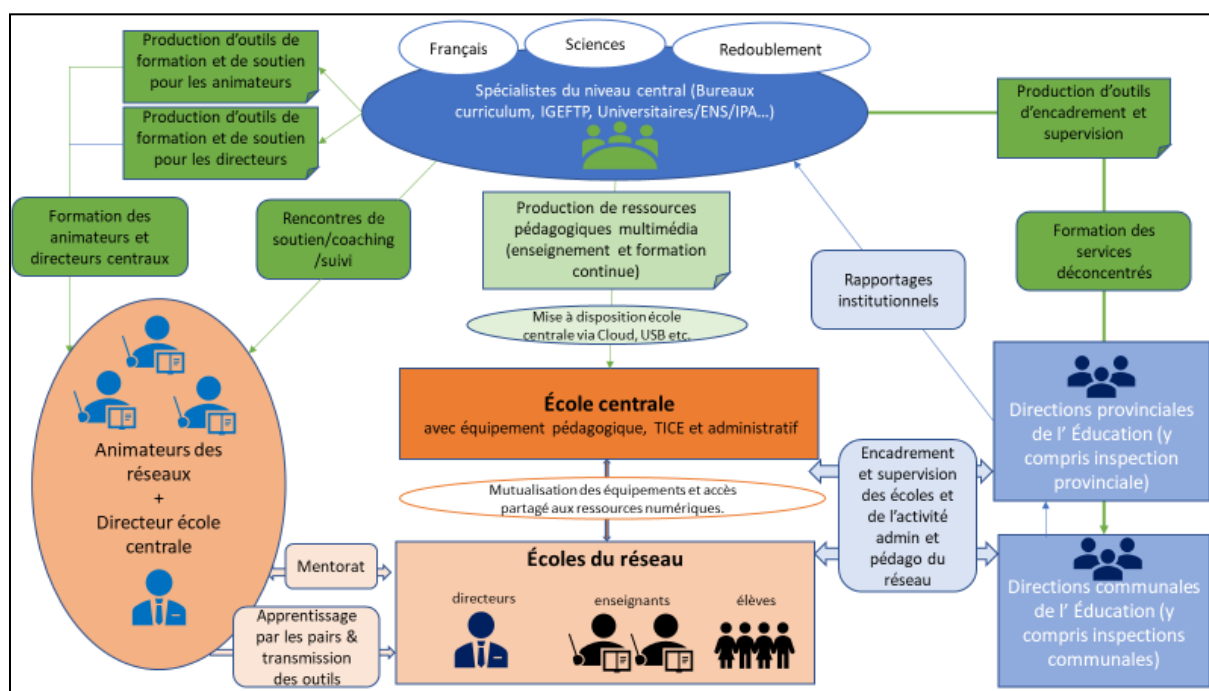 Français
Sciences
Redoublement
Spécialistes du niveau central (Bureaux
curriculum, IGEFTP, Universitaires/ENS/IPA...)
Production d'outils de
formation et de soutien
pour les animateurs
Production d'outils de
formation et de soutien
pour les directeurs
Production d'outils
d'encadrement et
supervision
Formation des
animateurs et
directeurs centraux
Rencontres de
soutien/coaching
/suivi
Production de ressources
pédagogiques multimédia
(enseignement et formation
continue)
Rapportages
institutionnels
Formation des
services
déconcentrés
Mise à disposition école
centrale via Cloud, USB etc.
École centrale
avec équipement pédagogique, TICE et administratif
Animateurs des
réseaux
+
Directeur école
centrale
Mutualisation des équipements et accès
partagé aux ressources numériques.
Encadrement
et supervision
des écoles et
de l'activité
admin et
pédago du
réseau
Directions provinciales
de l' Éducation (y
compris inspection
provinciale)
Mentorat
Apprentissage
par les pairs &
transmission
des outils
Écoles du réseau
directeurs
enseignants
élèves
Directions communales
de l' Éducation (y
compris inspections
communales)